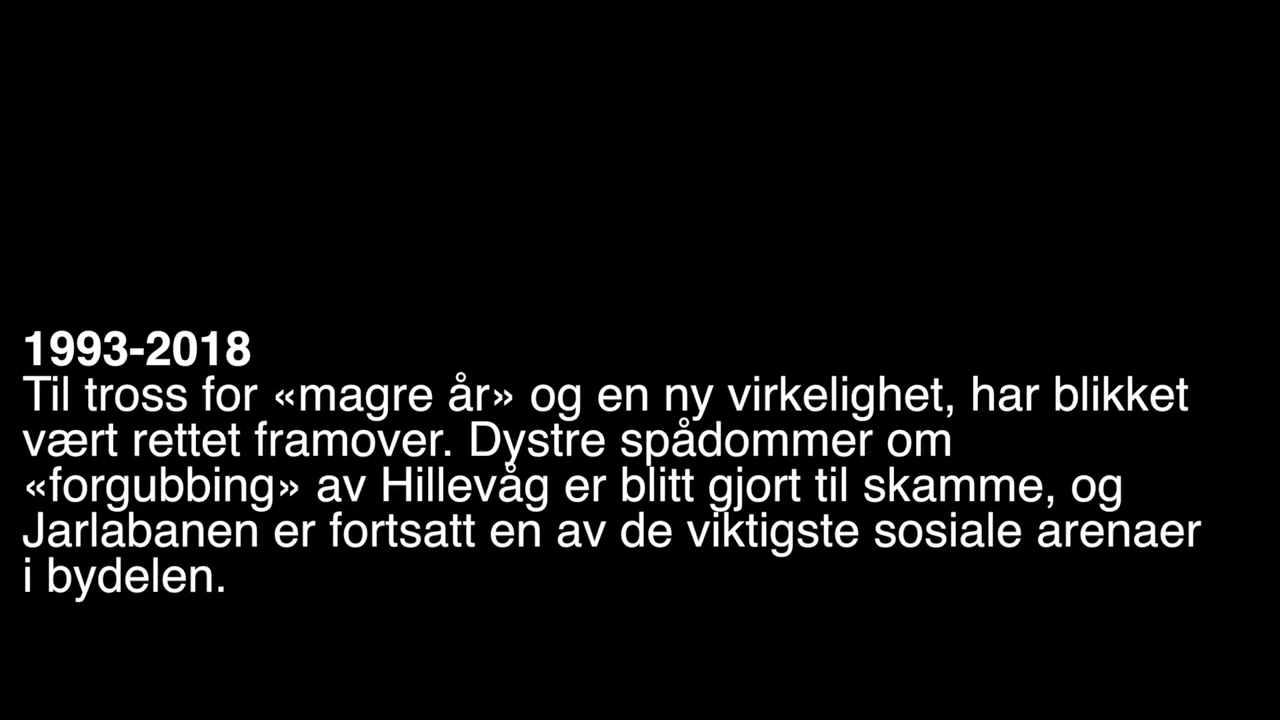 1993-2018
Til tross for «magre år» og en ny virkelighet, har blikket
vært rettet framover. Dystre spådommer om
«forgubbing» av Hillevåg er blitt gjort til skamme, og
Jarlabanen er fortsatt en av de viktigste sosiale arenaer
i bydelen.